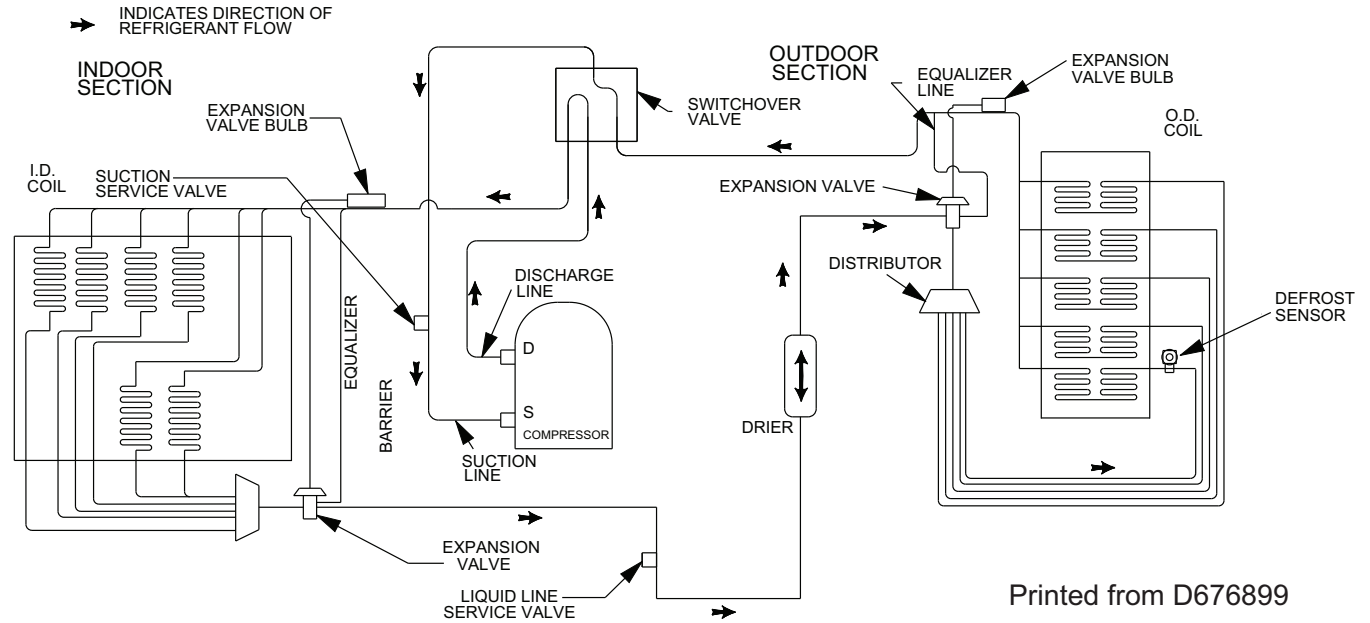 INDICATES DIRECTION OF
REFRIGERANT FLOW
INDOOR
SECTION
OUTDOOR
SECTION
EQUALIZER
LINE
EXPANSION
VALVE BULB
EXPANSION
VALVE BULB
SWITCHOVER
VALVE
O.D.
COIL
I.D.
COIL
SUCTION
SERVICE VALVE
EXPANSION VALVE
DISTRIBUTOR
DISCHARGE
LINE
DEFROST
SENSOR
EQUALIZER
BARRIER
D
S
COMPRESSOR
DRIER
SUCTION
LINE
EXPANSION
VALVE
LIQUID LINE
SERVICE VALVE
Printed from D676899